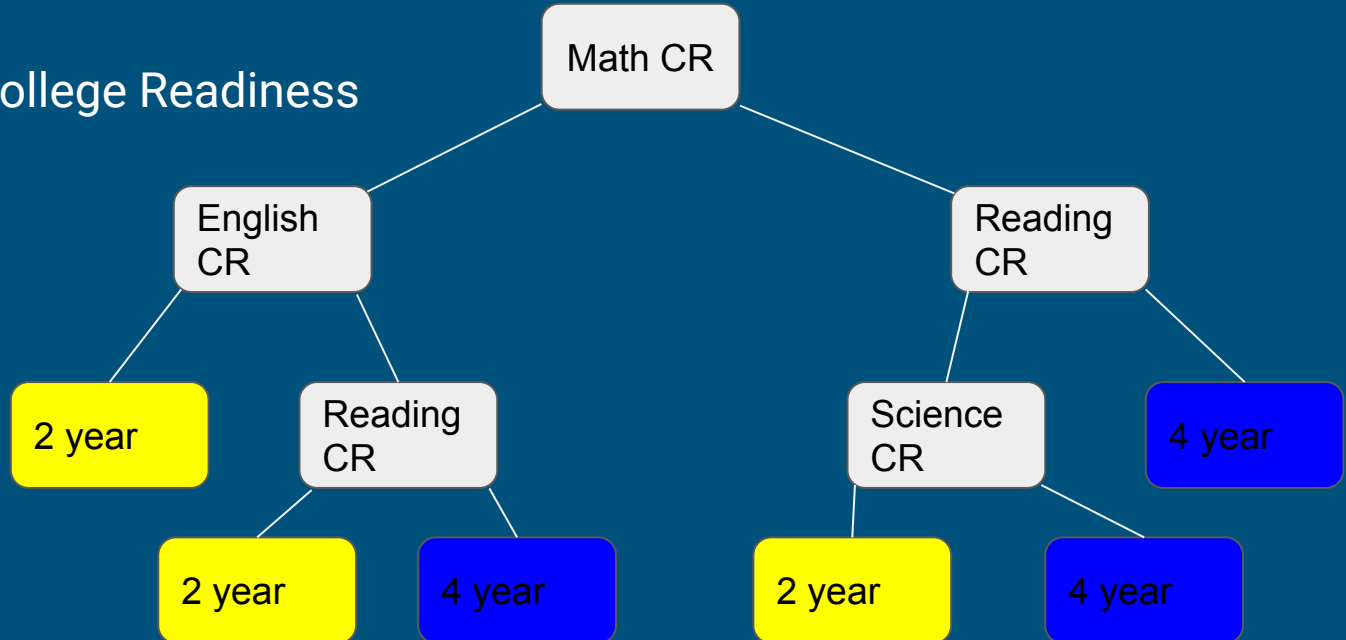 Math CR
ollege Readiness
English
CR
Reading
CR
2 year
Reading
CR
Science
CR
4 year
2 year
4 year
2 year
4 year